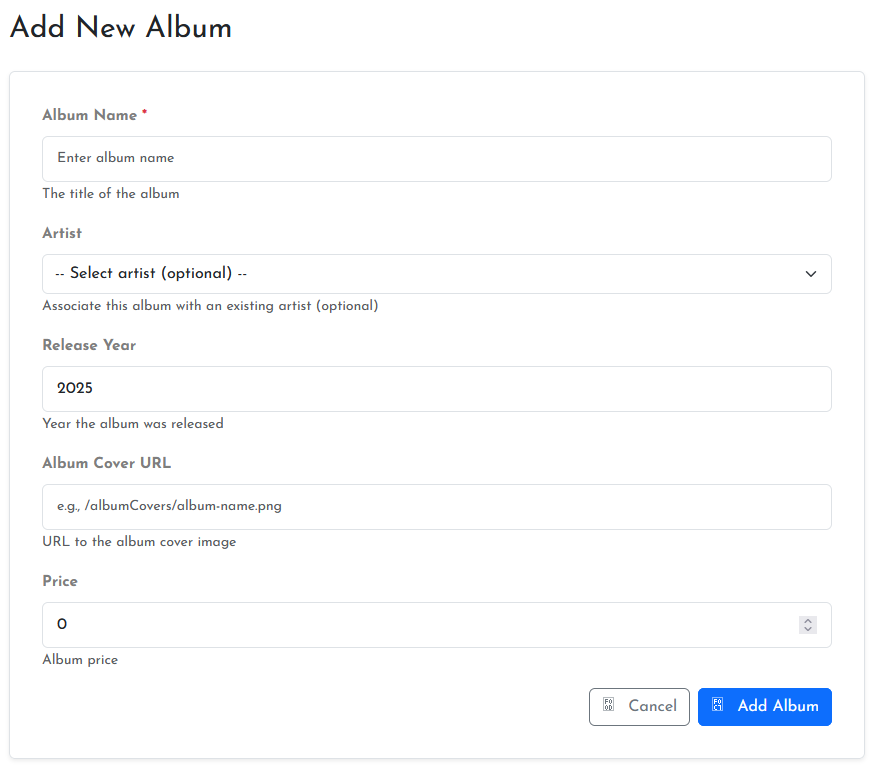 Add New Album
Album Name *
Enter album name
The title of the album
Artist
-- Select artist (optional) --
Associate this album with an existing artist (optional)
Release Year
2025
Year the album was released
Album Cover URL
e.g., /albumCovers/album-name.png
URL to the album cover image
Price
0
Album price
Cancel Add Album